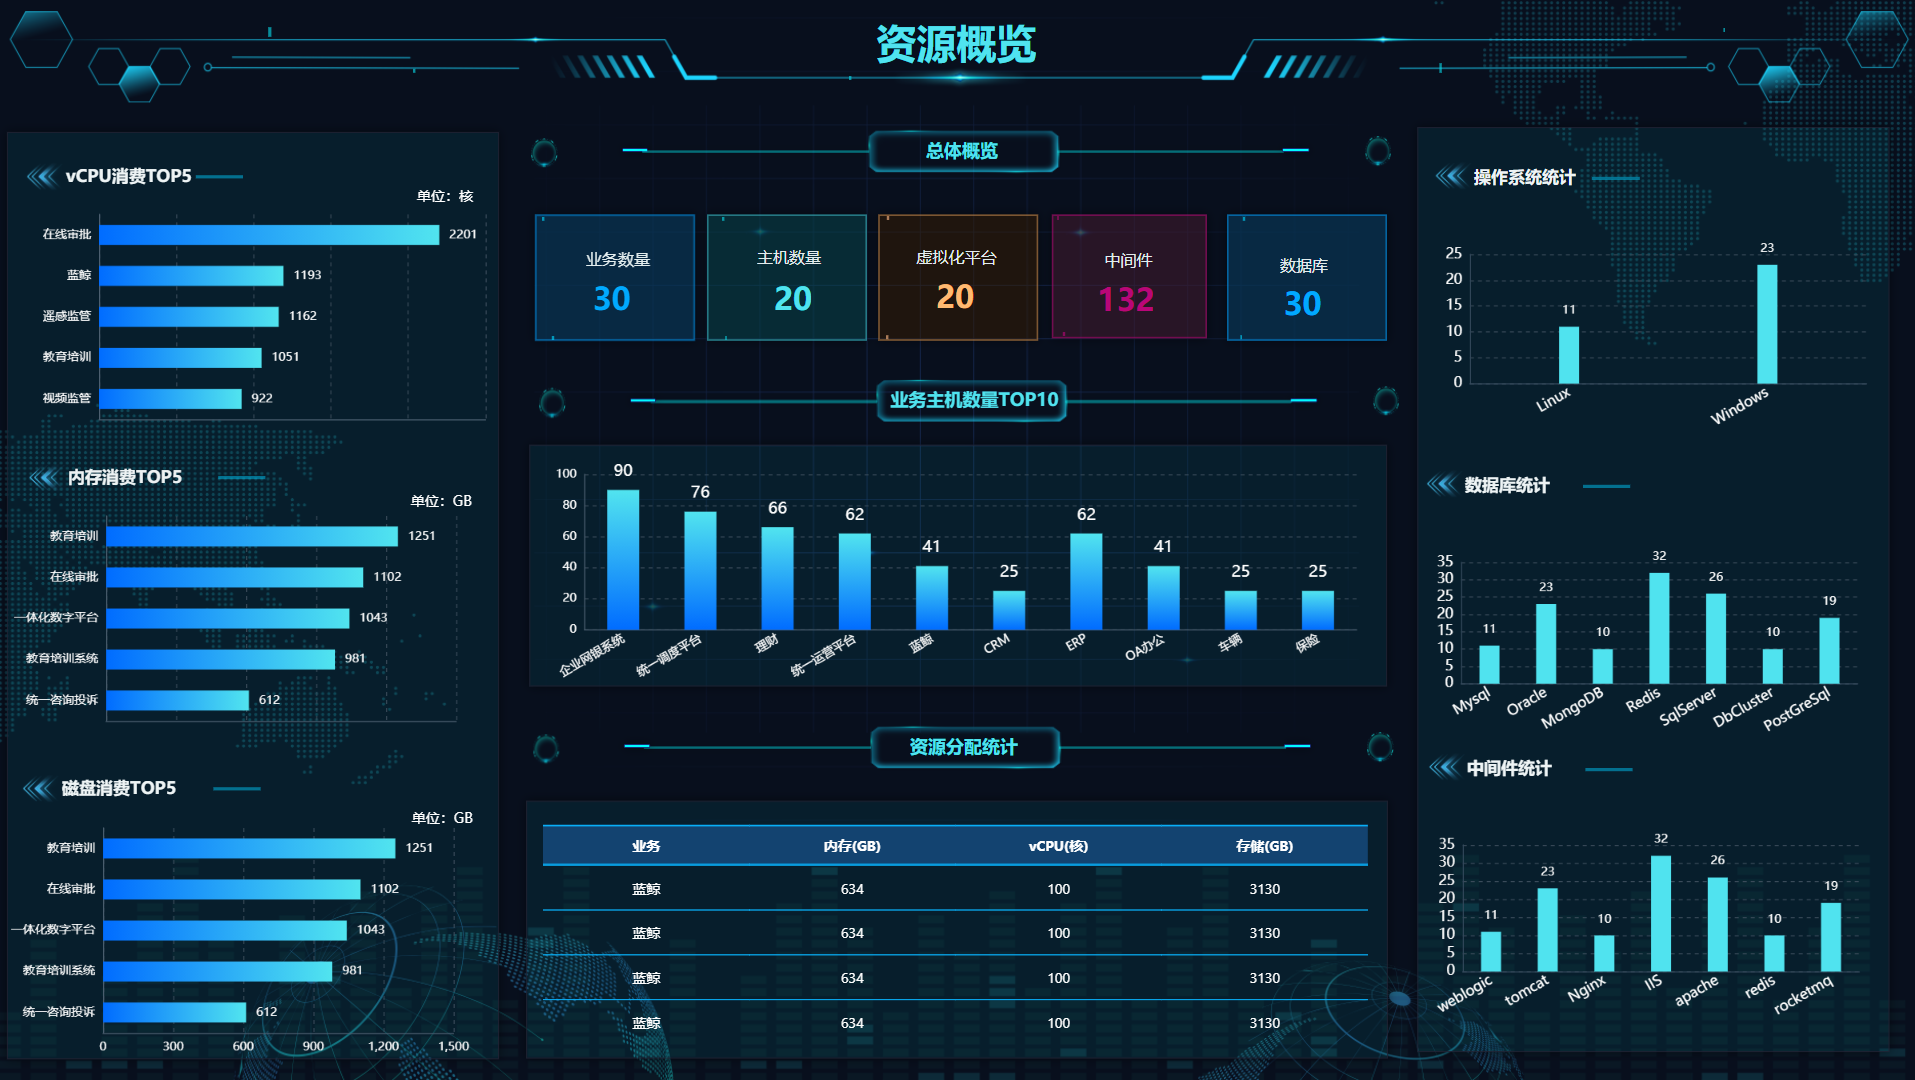 资源概览
vCPU消费TOP5
单位：核
在线审批 2201
蓝鲸 1193
遥感监管 1162
教育培训 1051
视频监管 922
内存消费TOP5
单位：GB
教育培训 1251
在线审批 1102
一体化数字平台 1043
教育培训系统 981
统一咨询投诉 612
磁盘消费TOP5
单位：GB
教育培训 1251
在线审批 1102
一体化数字平台 1043
教育培训系统 981
统一咨询投诉 612
0 300 600 900 1,200 1,500
总体概览
业务数量
30
主机数量
20
虚拟化平台
20
中间件
132
数据库
30
业务主机数量TOP10
100
80
60
40
20
0
90 76 66 62 41 25 62 41 25 25
企业网银系统 统一调度平台 理财 统一运营平台 蓝鲸 CRM ERP OA办公 车辆 保险
资源分配统计
业务 内存(GB) vCPU(核) 存储(GB)
蓝鲸 634 100 3130
蓝鲸 634 100 3130
蓝鲸 634 100 3130
蓝鲸 634 100 3130
操作系统统计
25
20
15
10
5
0
11 23
Linux Windows
数据库统计
35
30
25
20
15
10
5
0
11 23 10 32 26 10 19
Mysql Oracle MongoDB Redis SqlServer DbCluster PostGreSql
中间件统计
35
30
25
20
15
10
5
0
11 23 10 32 26 10 19
weblogic tomcat Nginx IIS apache redis rocketmq